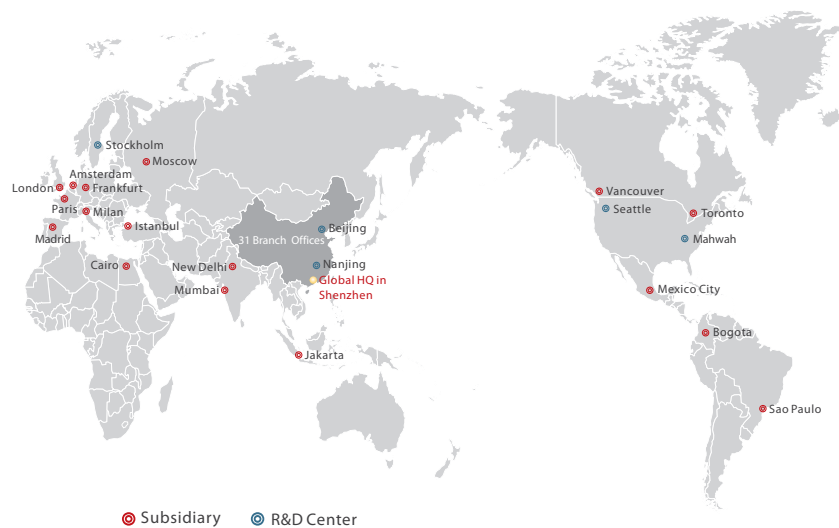 Stockholm
Moscow
Amsterdam
London
Frankfurt
Paris
Milan
Madrid
Istanbul
Cairo
New Delhi
Mumbai
31 Branch Offices
Beijing
Nanjing
Global HQ in
Shenzhen
Jakarta
Vancouver
Seattle
Toronto
Mahwah
Mexico City
Bogota
Sao Paulo
Subsidiary
R&D Center